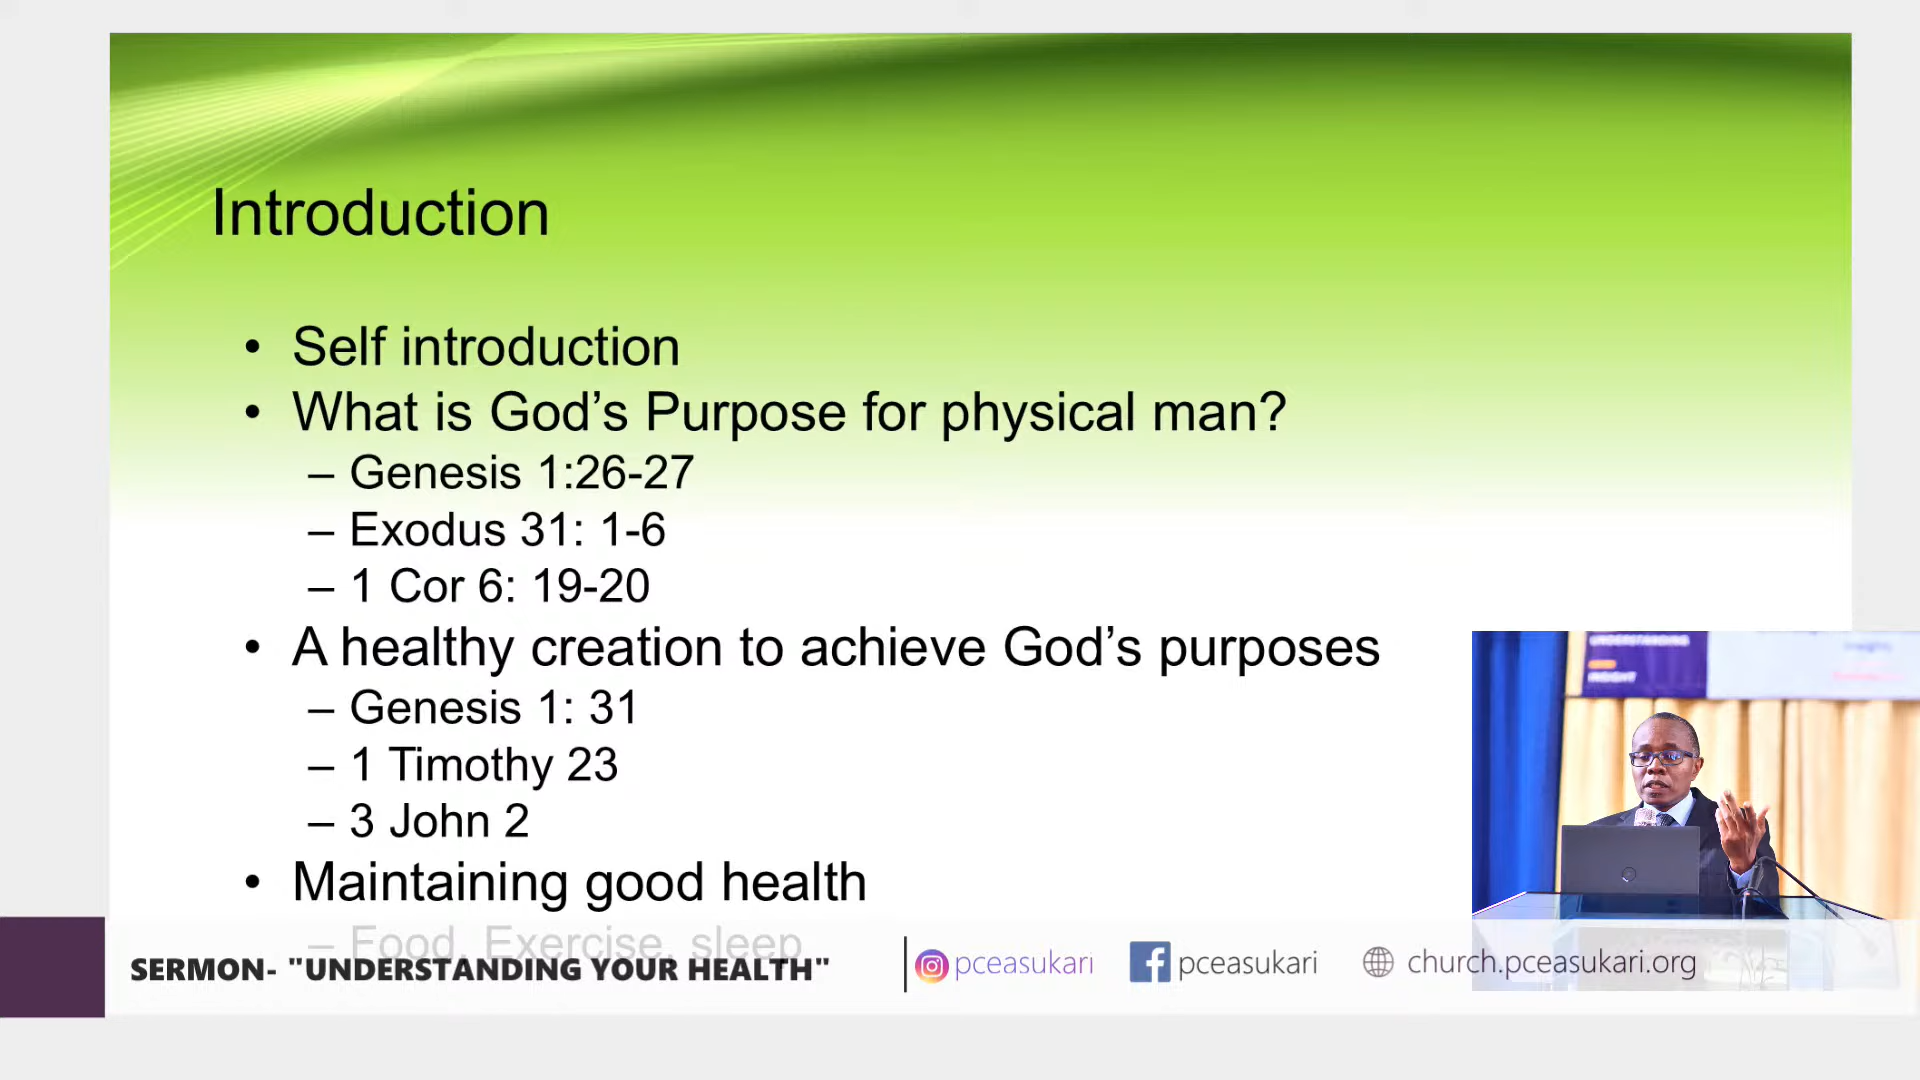 Introduction
• Self introduction
• What is God’s Purpose for physical man?
– Genesis 1:26-27
– Exodus 31: 1-6
– 1 Cor 6: 19-20
• A healthy creation to achieve God’s purposes
– Genesis 1: 31
– 1 Timothy 23
– 3 John 2
• Maintaining good health
– Food, Exercise, sleep
UNDERSTANDING
INSIGHT
SERMON- "UNDERSTANDING YOUR HEALTH"
pceasukari
pceasukari
church.pceasukari.org